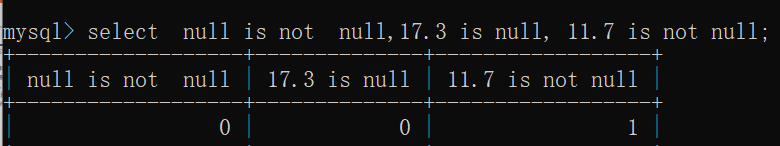 mysql> select  null is not  null,17.3 is null, 11.7 is not null;
+-------------------+--------------+------------------+
| null is not  null | 17.3 is null | 11.7 is not null |
+-------------------+--------------+------------------+
|                 0 |            0 |                1 |